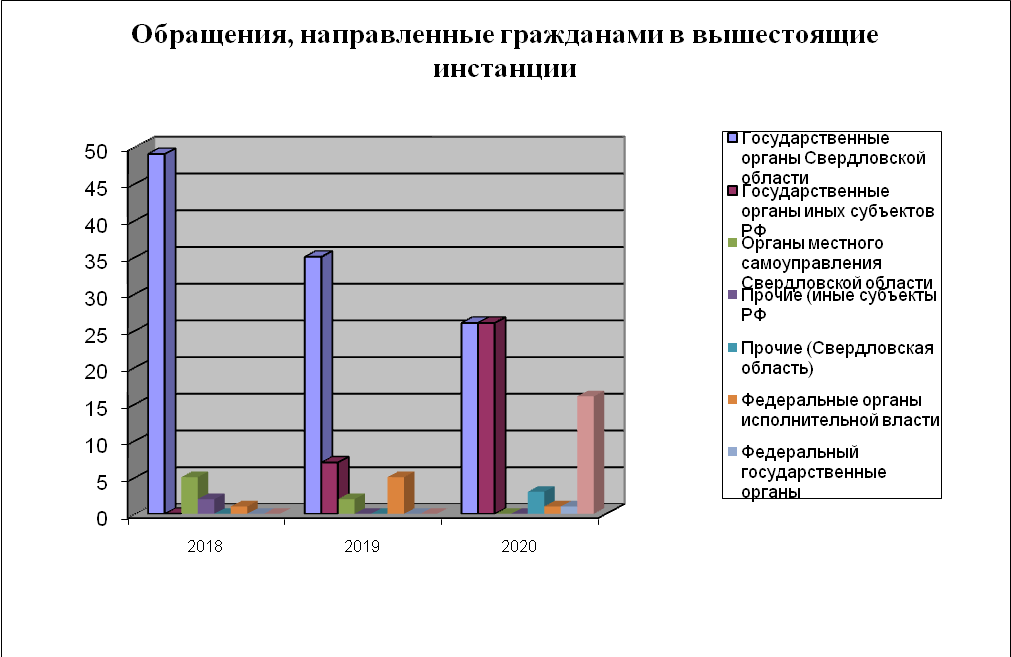 Обращения, направленные гражданами в вышестоящие
инстанции
50
45
40
35
30
25
20
15
10
5
0
2018
2019
2020
Государственные
органы Свердловской
области
Государственные
органы иных субъектов
РФ
Органы местного
самоуправления
Свердловской области
Прочие (иные субъекты
РФ
Прочие (Свердловская
область)
Федеральные органы
исполнительной власти
Федеральный
государственные
органы